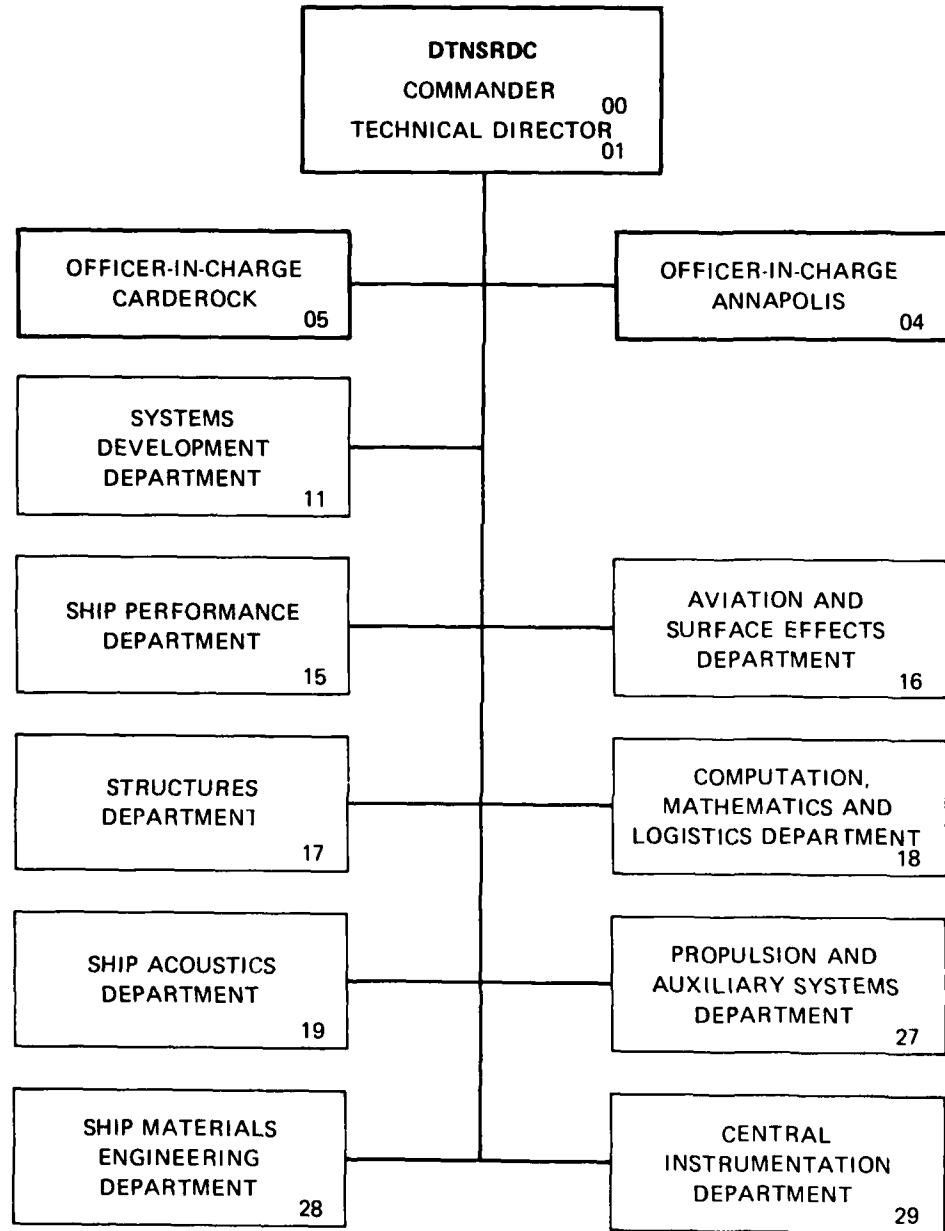 DTNSRDC
COMMANDER
00
TECHNICAL DIRECTOR
01
OFFICER-IN-CHARGE
CARDEROCK
05
OFFICER-IN-CHARGE
ANNAPOLIS
04
SYSTEMS
DEVELOPMENT
DEPARTMENT
11
SHIP PERFORMANCE
DEPARTMENT
15
AVIATION AND
SURFACE EFFECTS
DEPARTMENT
16
STRUCTURES
DEPARTMENT
17
COMPUTATION,
MATHEMATICS AND
LOGISTICS DEPARTMENT
18
SHIP ACOUSTICS
DEPARTMENT
19
PROPULSION AND
AUXILIARY SYSTEMS
DEPARTMENT
27
SHIP MATERIALS
ENGINEERING
DEPARTMENT
28
CENTRAL
INSTRUMENTATION
DEPARTMENT
29